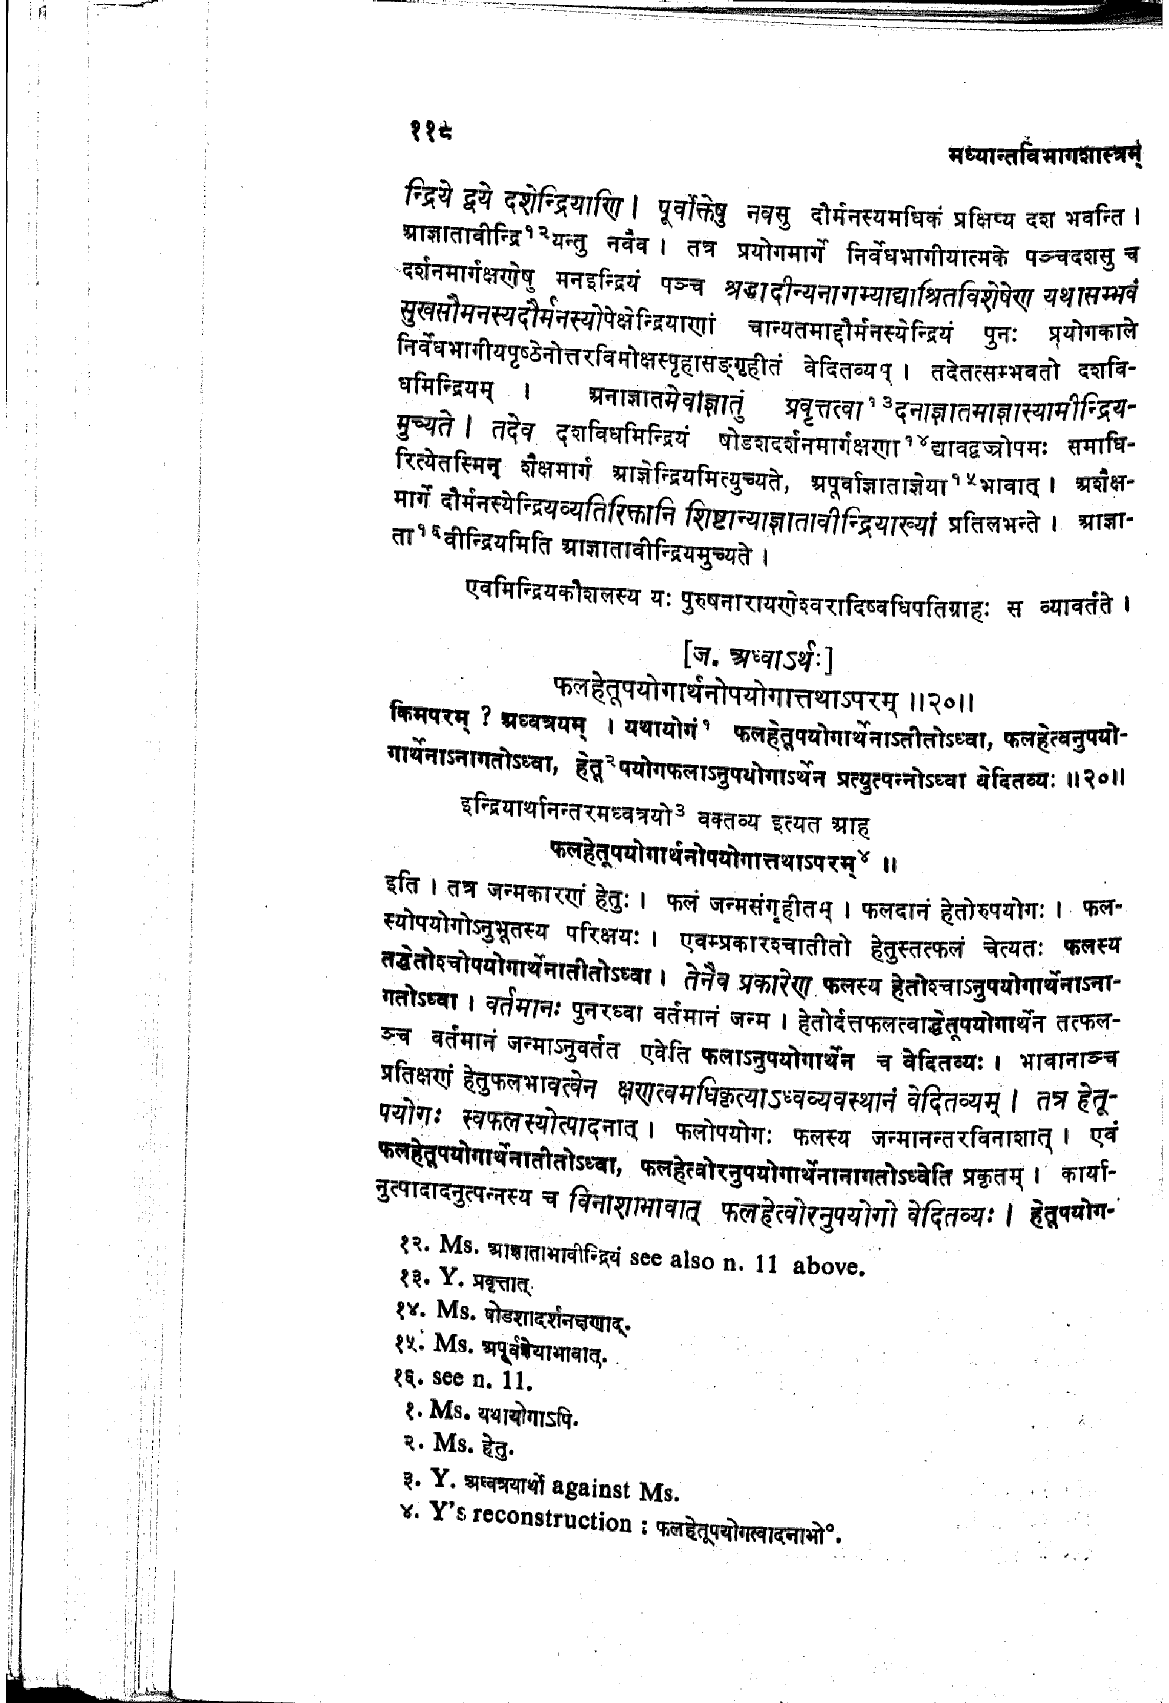 ११८
मध्यान्तविभागशास्त्रम्
न्द्रिये द्वये दशेन्द्रियाणि। पूर्वोक्तेषु नवसु दौर्मनस्यमधिकं प्रक्षिप्य दश भवन्ति।
आज्ञातावीन्द्रि१२यन्तु नवैव। तत्र प्रयोगमार्गे निर्वेधभागीयात्मके पञ्चदशसु च
दर्शनमार्गक्षणेषु मनइन्द्रियं पञ्च श्रद्धादीन्यनागम्याद्याश्रितविशेषेण यथासम्भवं
सुखसौमनस्यदौर्मनस्योपेक्षेन्द्रियाणां चान्यतमाद्दौर्मनस्येन्द्रियं पुनः प्रयोगकाले
निर्वेधभागीयपृष्ठेनोत्तरविमोक्षस्पृहासङ्गृहीतं वेदितव्यप्। तदेतत्सम्भवतो दशवि-
धमिन्द्रियम्। अनाज्ञातमेवाज्ञातुं प्रवृत्तत्वा१३दनाज्ञातमाज्ञास्यामीन्द्रिय-
मुच्यते। तदेव दशविधमिन्द्रियं षोडशदर्शनमार्गक्षणा१४द्यावद्वज्रोपमः समाधि-
रित्येतस्मिन् शैक्षमार्गे आज्ञेन्द्रियमित्युच्यते, अपूर्वाज्ञाताज्ञेया१५भावात्। अशैक्ष-
मार्गे दौर्मनस्येन्द्रियव्यतिरिक्तानि शिष्टान्याज्ञातावीन्द्रियाख्यां प्रतिलभन्ते। आज्ञा-
ता१६वीन्द्रियमिति आज्ञातावीन्द्रियमुच्यते।
एवमिन्द्रियकौशलस्य यः पुरुषनारायणेश्वरादिष्वधिपतिग्राहः स व्यावर्तते।
[ज. अध्वाऽर्थः]
फलहेतूपयोगार्थनोपयोगात्तथाऽपरम्॥२०॥
किमपरम्? अध्वत्रयम्। यथायोगं१ फलहेतूपयोगार्थेनाऽतीतोऽध्वा, फलहेत्वनुपयो-
गार्थेनाऽनागतोऽध्वा, हेतू२पयोगफलाऽनुपयोगाऽर्थेन प्रत्युत्पन्नोऽध्वा वेदितव्यः॥२०॥
इन्द्रियार्थानन्तरमध्वत्रयो३ वक्तव्य इत्यत आह
फलहेतूपयोगार्थनोपयोगात्तथाऽपरम्४॥
इति। तत्र जन्मकारणं हेतुः। फलं जन्मसंगृहीतम्। फलदानं हेतोरुपयोगः। फल-
स्योपयोगोऽनुभूतस्य परिक्षयः। एवम्प्रकारश्चातीतो हेतुस्तत्फलं चेत्यतः फलस्य
तद्धेतोश्चोपयोगार्थेनातीतोऽध्वा। तेनैव प्रकारेण फलस्य हेतोश्चाऽनुपयोगार्थेनाऽना-
गतोऽध्वा। वर्तमानः पुनरध्वा वर्तमानं जन्म। हेतोर्दत्तफलत्वाद्धेतूपयोगार्थेन तत्फल-
ञ्च वर्तमानं जन्माऽनुवर्तत एवेति फलाऽनुपयोगार्थेन च वेदितव्यः। भावानाञ्च
प्रतिक्षणं हेतुफलभावत्वेन क्षणत्वमधिकृत्याऽध्वव्यवस्थानं वेदितव्यम्। तत्र हेतू-
पयोगः स्वफलस्योत्पादनात्। फलोपयोगः फलस्य जन्मानन्तरविनाशात्। एवं
फलहेतूपयोगार्थेनातीतोऽध्वा, फलहेत्वोरनुपयोगार्थेनानागतोऽध्वेति प्रकृतम्। कार्या-
नुत्पादादनुत्पन्नस्य च विनाशाभावात् फलहेत्वोरनुपयोगो वेदितव्यः। हेतूपयोग-
१२. Ms. आज्ञाताभावीन्द्रियं see also n. 11 above.
१३. Y. प्रवृत्तात्.
१४. Ms. षोडशादर्शनक्षणाद्.
१५. Ms. अपूर्वज्ञेयाभावात्.
१६. see n. 11.
१. Ms. यथायोगाऽपि.
२. Ms. हेतु.
३. Y. अध्वत्रयार्थो against Ms.
४. Y's reconstruction : फलहेतूपयोगत्वादनाभो°.